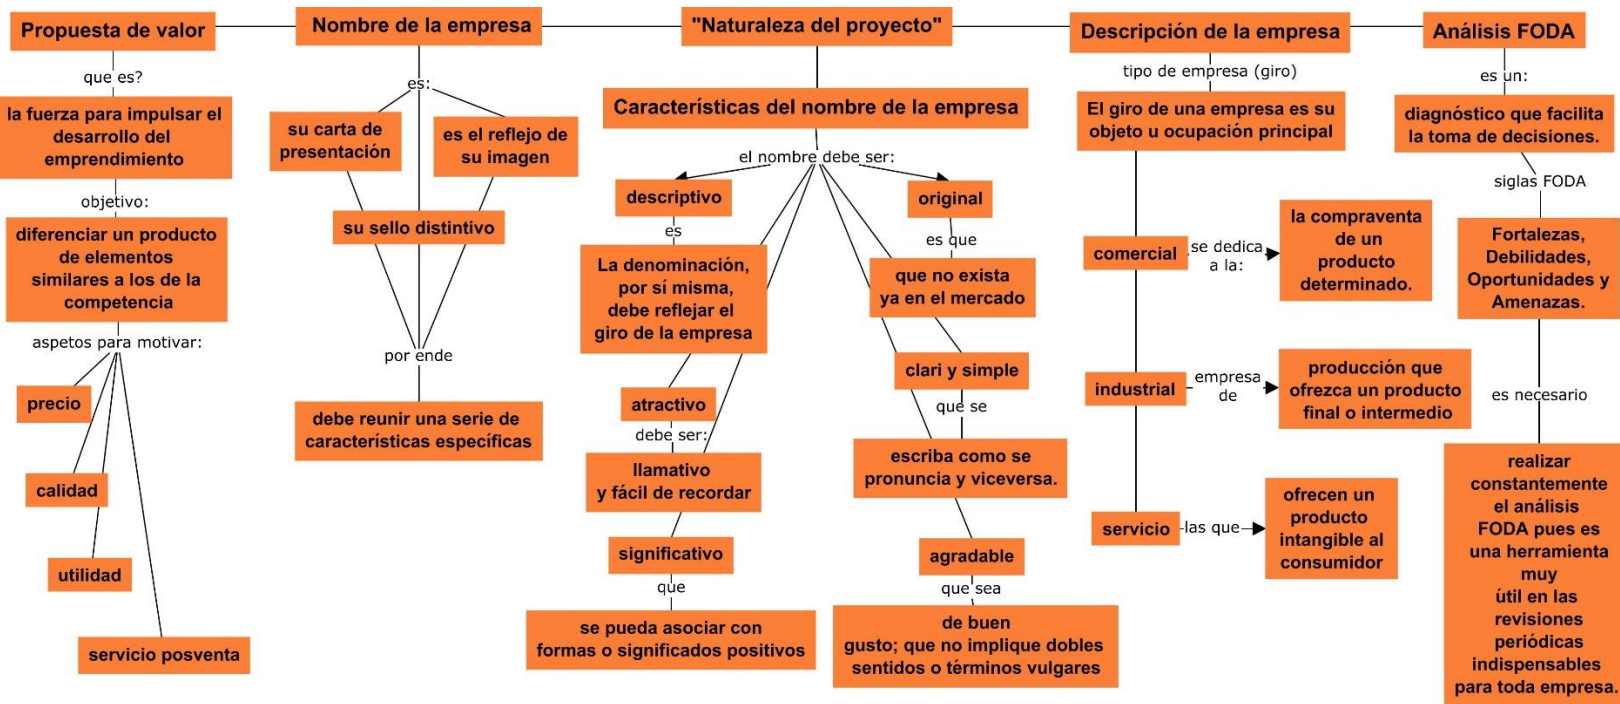 Propuesta de valor
que es?
la fuerza para impulsar el
desarrollo del
emprendimiento
objetivo:
diferenciar un producto
de elementos
similares a los de la
competencia
aspetos para motivar:
precio
calidad
utilidad
servicio posventa
Nombre de la empresa
es:
su carta de
presentación
es el reflejo de
su imagen
su sello distintivo
por ende
debe reunir una serie de
características específicas
"Naturaleza del proyecto"
Características del nombre de la empresa
el nombre debe ser:
descriptivo
es
La denominación,
por sí misma,
debe reflejar el
giro de la empresa
atractivo
debe ser:
llamativo
y fácil de recordar
significativo
que
se pueda asociar con
formas o significados positivos
original
es que
que no exista
ya en el mercado
clari y simple
que se
escriba como se
pronuncia y viceversa.
agradable
que sea
de buen
gusto; que no implique dobles
sentidos o términos vulgares
Descripción de la empresa
tipo de empresa (giro)
El giro de una empresa es su
objeto u ocupación principal
comercial
se dedica
a la:
la compraventa
de un
producto
determinado.
industrial
empresa
de
producción que
ofrezca un producto
final o intermedio
servicio
las que
ofrecen un
producto
intangible al
consumidor
Análisis FODA
es un:
diagnóstico que facilita
la toma de decisiones.
siglas FODA
Fortalezas,
Debilidades,
Oportunidades y
Amenazas.
es necesario
realizar
constantemente
el análisis
FODA pues es
una herramienta
muy
útil en las
revisiones
periódicas
indispensables
para toda empresa.